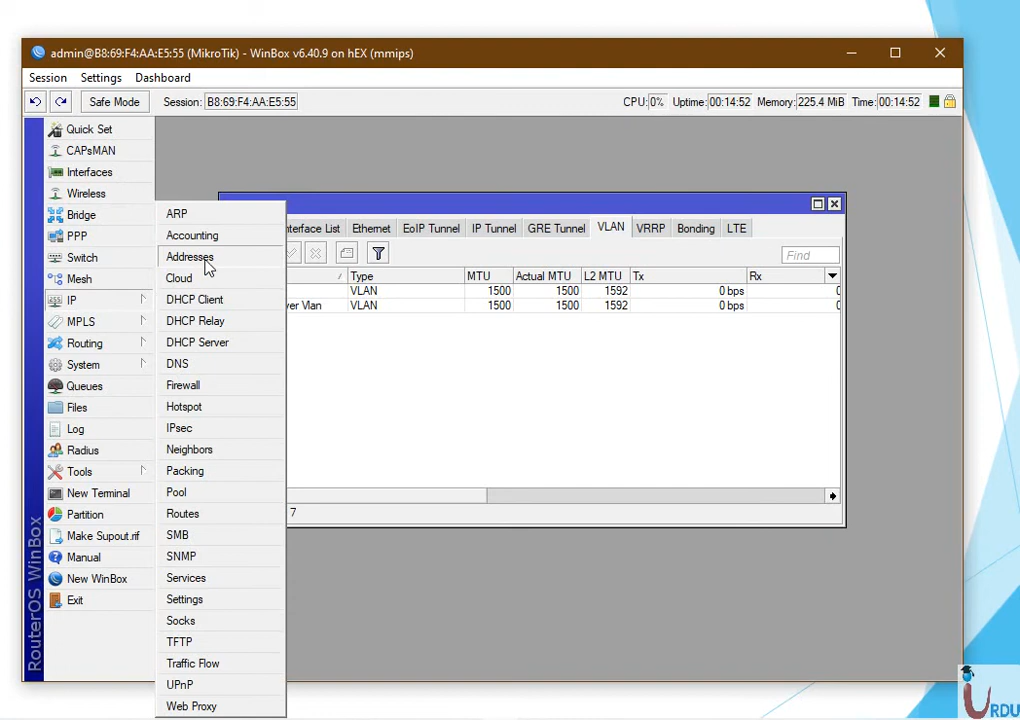 admin@B8:69:F4:AA:E5:55 (MikroTik) - WinBox v6.40.9 on hEX (mmips)
Session Settings Dashboard
Safe Mode Session: B8:69:F4:AA:E5:55 CPU: 0% Uptime: 00:14:52 Memory: 225.4 MiB Time: 00:14:52
Quick Set
CAPsMAN
Interfaces
Wireless
Bridge
PPP
Switch
Mesh
IP
MPLS
Routing
System
Queues
Files
Log
Radius
Tools
New Terminal
Partition
Make Supout.rif
Manual
New WinBox
Exit
RouterOS WinBox
ARP
Accounting
Addresses
Cloud
DHCP Client
DHCP Relay
DHCP Server
DNS
Firewall
Hotspot
IPsec
Neighbors
Packing
Pool
Routes
SMB
SNMP
Services
Settings
Socks
TFTP
Traffic Flow
UPnP
Web Proxy
nterface List Ethernet EoIP Tunnel IP Tunnel GRE Tunnel VLAN VRRP Bonding LTE
Find
Type MTU Actual MTU L2 MTU Tx Rx
VLAN 1500 1500 1592 0 bps 0
er Vlan VLAN 1500 1500 1592 0 bps 0
7
URDU